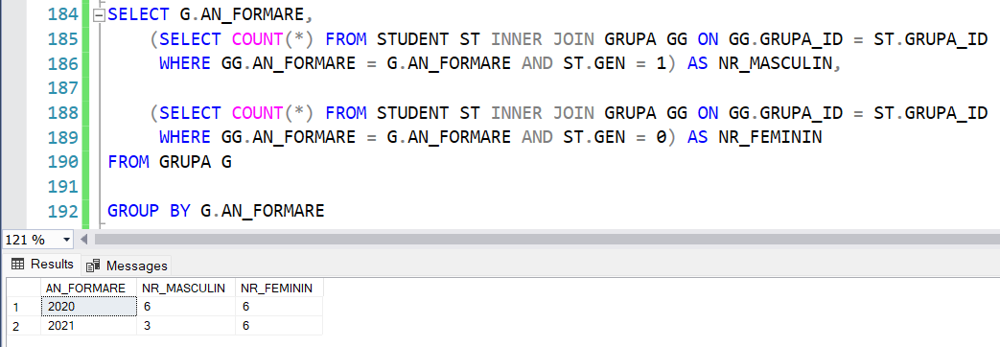 184 SELECT G.AN_FORMARE,
185 (SELECT COUNT(*) FROM STUDENT ST INNER JOIN GRUPA GG ON GG.GRUPA_ID = ST.GRUPA_ID
186 WHERE GG.AN_FORMARE = G.AN_FORMARE AND ST.GEN = 1) AS NR_MASCULIN,
187
188 (SELECT COUNT(*) FROM STUDENT ST INNER JOIN GRUPA GG ON GG.GRUPA_ID = ST.GRUPA_ID
189 WHERE GG.AN_FORMARE = G.AN_FORMARE AND ST.GEN = 0) AS NR_FEMININ
190 FROM GRUPA G
191
192 GROUP BY G.AN_FORMARE
121 %
Results Messages
AN_FORMARE NR_MASCULIN NR_FEMININ
1 2020 6 6
2 2021 3 6